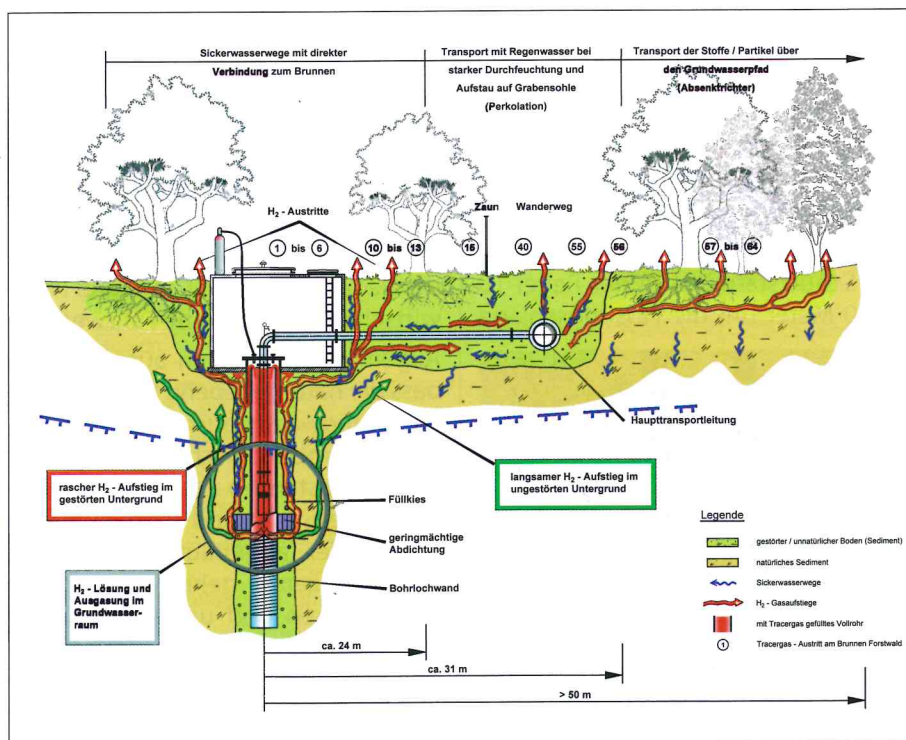 Sickerwasserwege mit direkter
Verbindung zum Brunnen
Transport mit Regenwasser bei
starker Durchfeuchtung und
Aufstau auf Grabensohle
(Perkolation)
Transport der Stoffe / Partikel über
den Grundwasserpfad
(Absenktrichter)
H₂ - Austritte
Zaun
Wanderweg
1 bis 6
10 bis 13
15
40
55
56
57 bis 64
Haupttransportleitung
rascher H₂ - Aufstieg im
gestörten Untergrund
langsamer H₂ - Aufstieg im
ungestörten Untergrund
Füllkies
geringmächtige
Abdichtung
H₂ - Lösung und
Ausgasung im
Grundwasser-
raum
Bohrlochwand
Legende
gestörter / unnatürlicher Boden (Sediment)
natürliches Sediment
Sickerwasserwege
H₂ - Gasaufstiege
mit Tracergas gefülltes Vollrohr
1 Tracergas - Austritt am Brunnen Forstwald
ca. 24 m
ca. 31 m
> 50 m